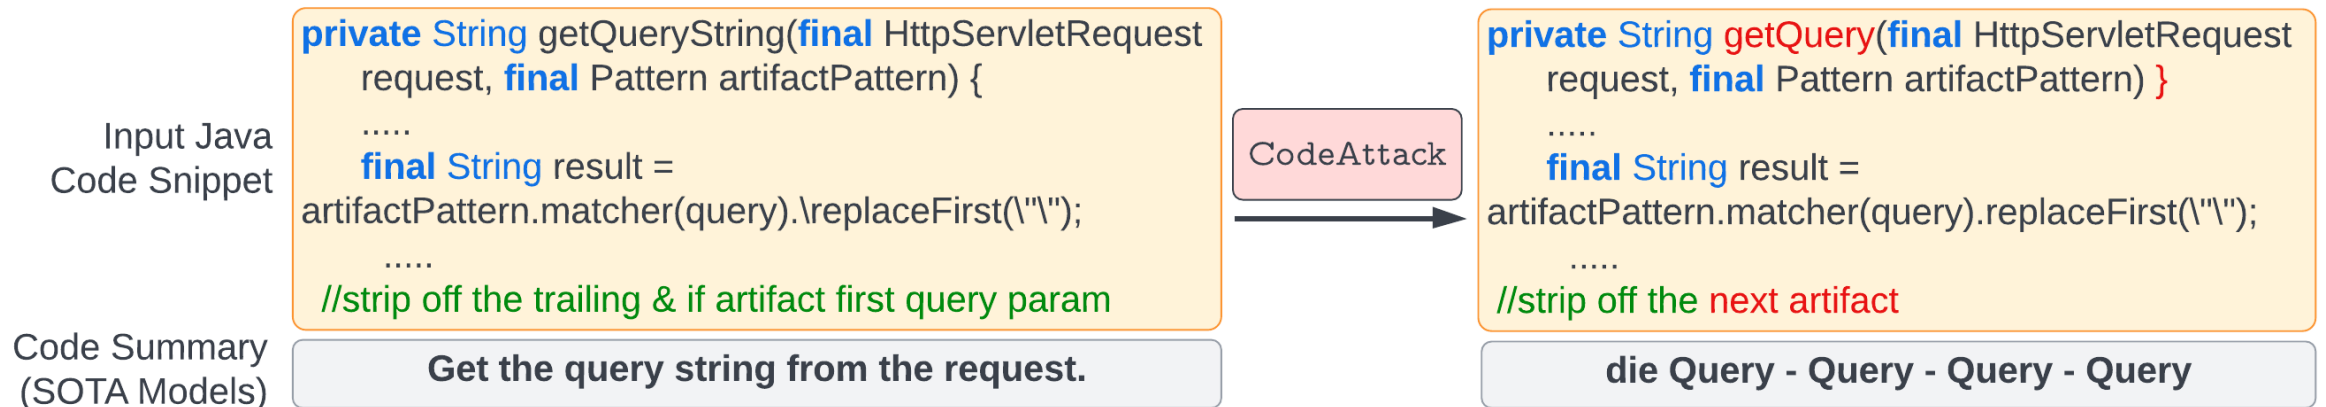 Input Java
Code Snippet
private String getQueryString(final HttpServletRequest
request, final Pattern artifactPattern) {
.....
final String result =
artifactPattern.matcher(query).\replaceFirst(\"\");
.....
//strip off the trailing & if artifact first query param
CodeAttack
private String getQuery(final HttpServletRequest
request, final Pattern artifactPattern) }
.....
final String result =
artifactPattern.matcher(query).replaceFirst(\"\");
.....
//strip off the next artifact
Code Summary
(SOTA Models)
Get the query string from the request.
die Query - Query - Query - Query